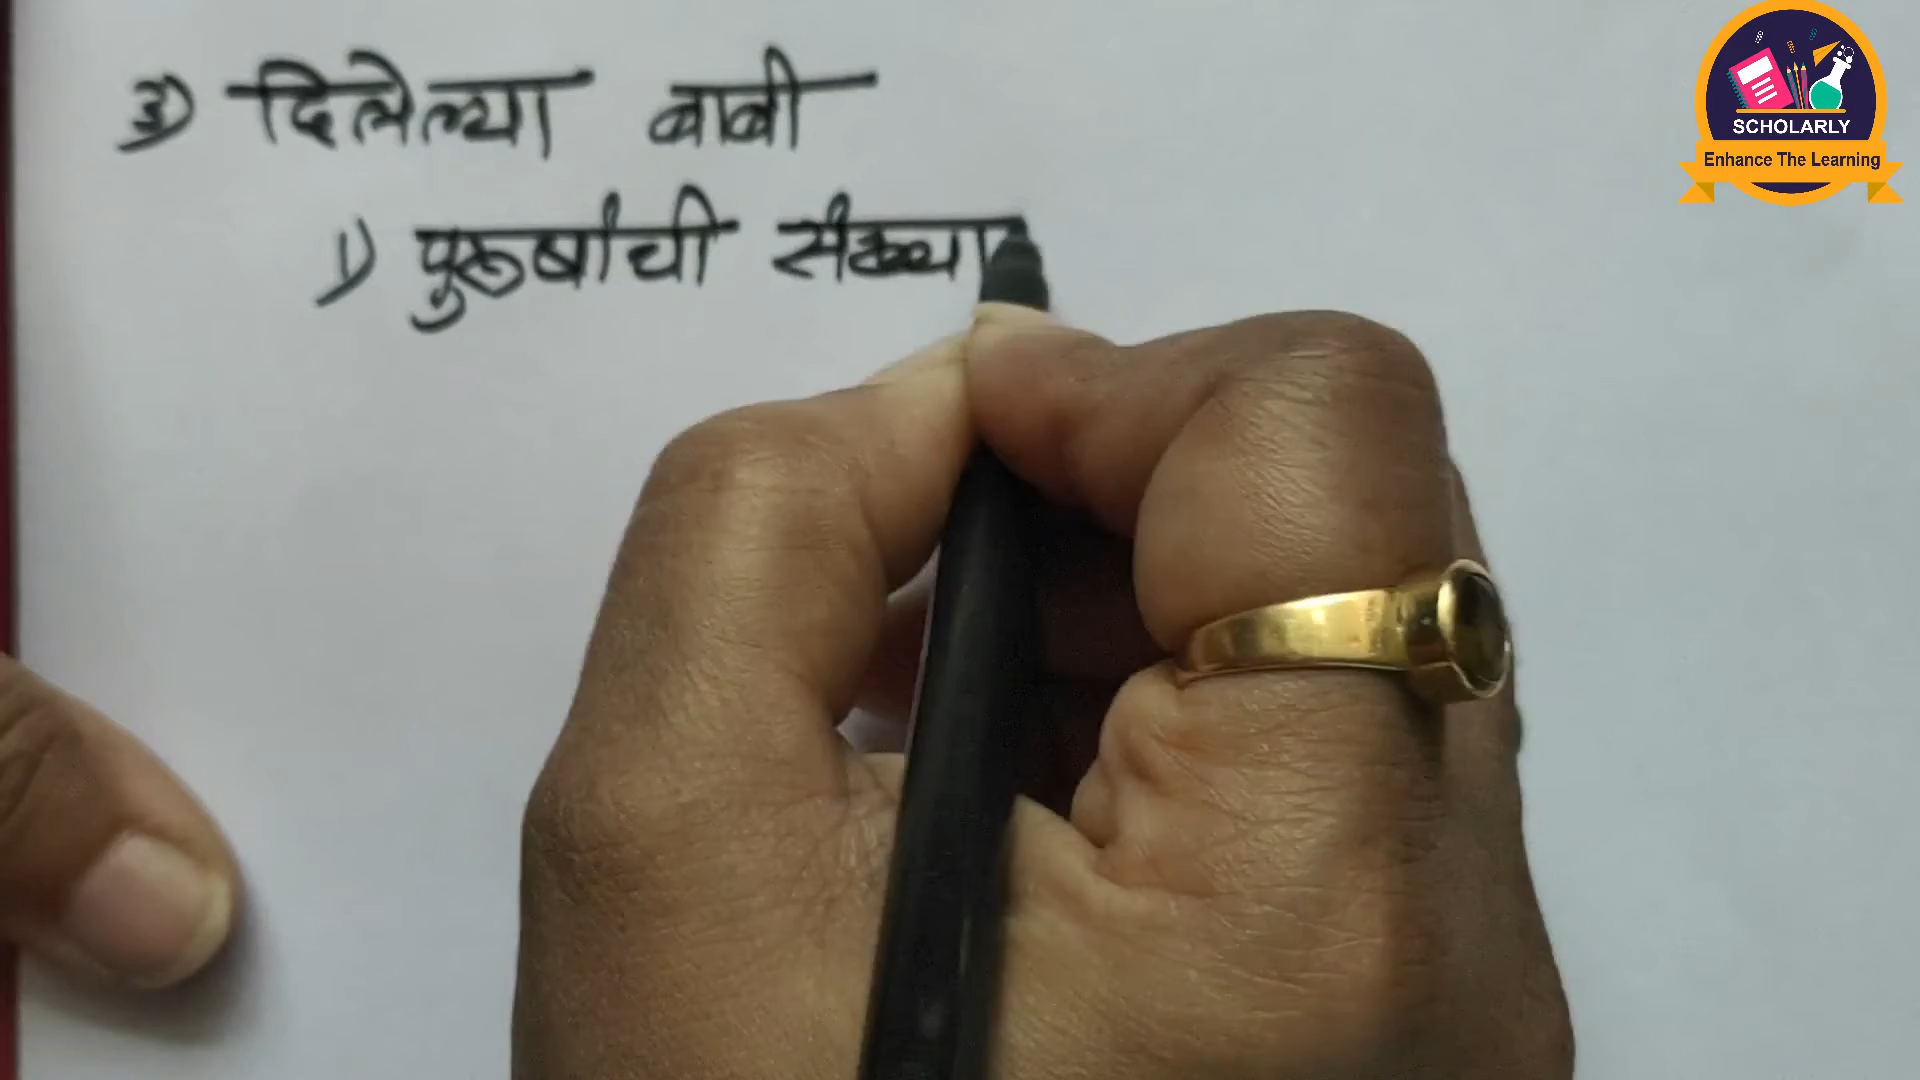 ३) दिलेल्या बाबी
१) पुरूषांची संख्या
SCHOLARLY
Enhance The Learning